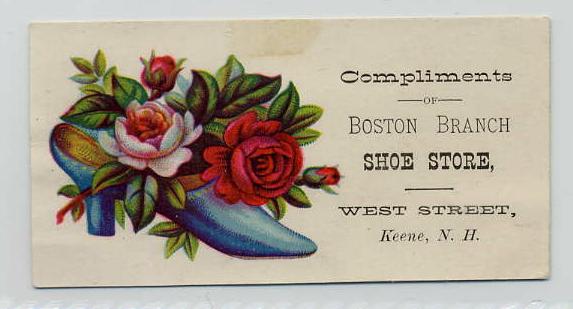 Compliments
OF
BOSTON BRANCH
SHOE STORE,
WEST STREET,
Keene, N. H.